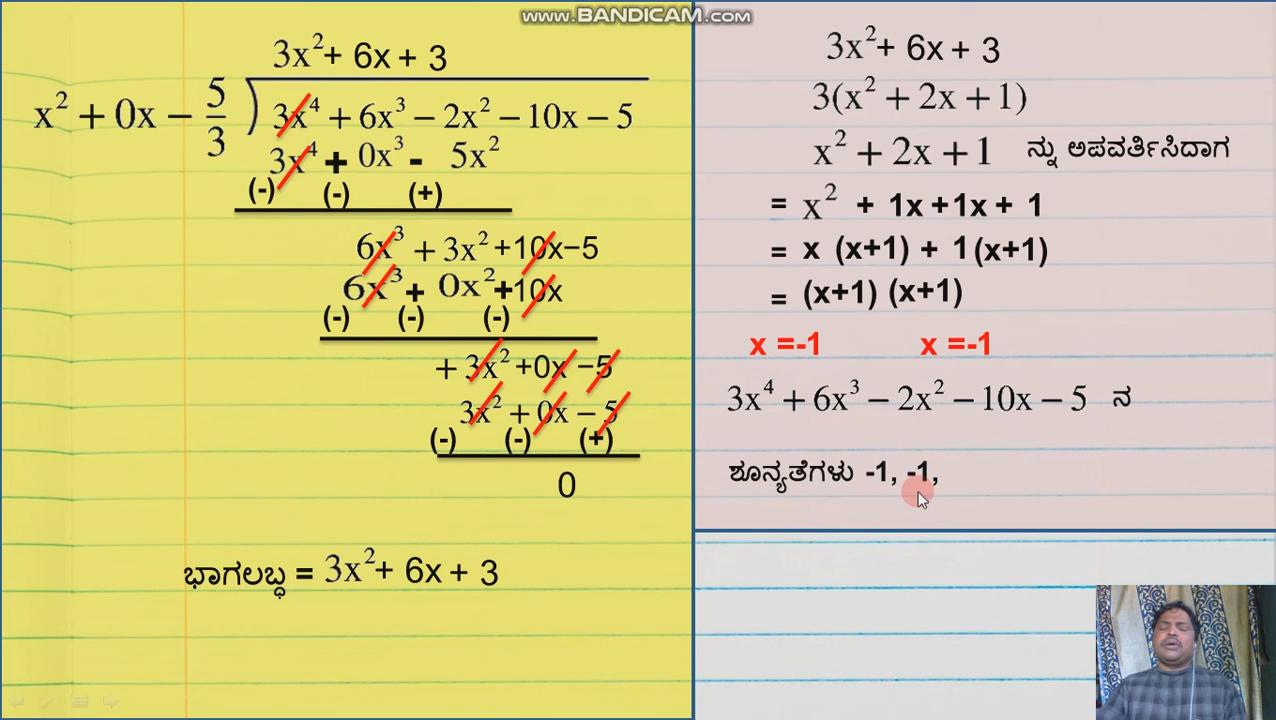 www.BANDICAM.com
3x² + 6x + 3
x² + 0x − 5/3 ) 3x⁴ + 6x³ − 2x² − 10x − 5
3x⁴ + 0x³ - 5x²
(-) (-) (+)
6x³ + 3x² +10x−5
6x³ + 0x² +10x
(-) (-) (-)
+ 3x² +0x −5
3x² + 0x − 5
(-) (-) (+)
0
ಭಾಗಲಬ್ಧ = 3x² + 6x + 3
3x² + 6x + 3
3(x² + 2x + 1)
x² + 2x + 1 ನ್ನು ಅಪವರ್ತಿಸಿದಾಗ
= x² + 1x +1x + 1
= x (x+1) + 1 (x+1)
= (x+1) (x+1)
x =-1 x =-1
3x⁴ + 6x³ − 2x² − 10x − 5 ನ
ಶೂನ್ಯತೆಗಳು -1, -1,